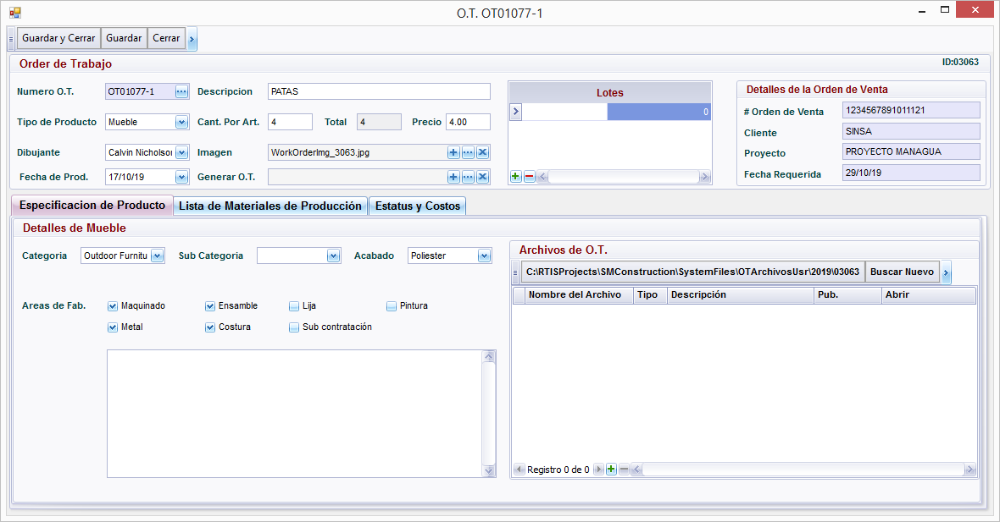 O.T. OT01077-1
Guardar y Cerrar Guardar Cerrar
Order de Trabajo ID:03063
Numero O.T. OT01077-1 Descripcion PATAS
Tipo de Producto Mueble Cant. Por Art. 4 Total 4 Precio 4.00
Dibujante Calvin Nicholsor Imagen WorkOrderImg_3063.jpg
Fecha de Prod. 17/10/19 Generar O.T.
Lotes
0
Detalles de la Orden de Venta
# Orden de Venta 1234567891011121
Cliente SINSA
Proyecto PROYECTO MANAGUA
Fecha Requerida 29/10/19
Especificacion de Producto Lista de Materiales de Producción Estatus y Costos
Detalles de Mueble
Categoria Outdoor Furnitu Sub Categoria Acabado Poliester
Areas de Fab. Maquinado Ensamble Lija Pintura
Metal Costura Sub contratación
Archivos de O.T.
C:\RTISProjects\SMConstruction\SystemFiles\OTArchivosUsr\2019\03063 Buscar Nuevo
Nombre del Archivo Tipo Descripción Pub. Abrir
Registro 0 de 0